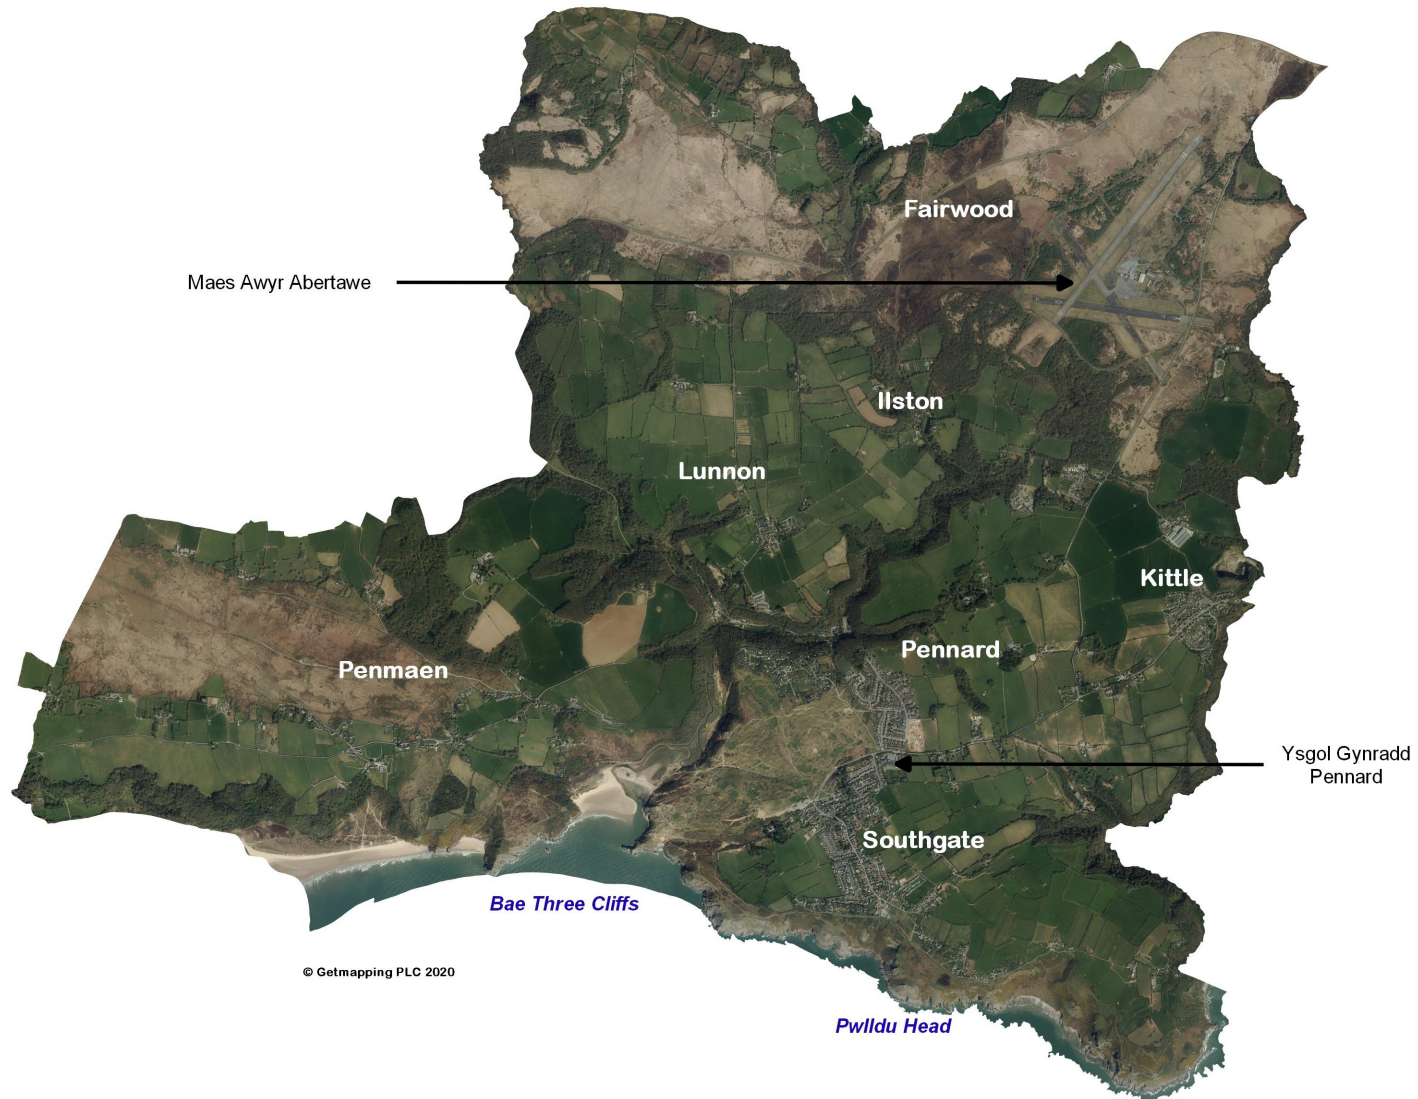 Fairwood
Maes Awyr Abertawe
Ilston
Lunnon
Kittle
Pennard
Penmaen
Ysgol Gynradd
Pennard
Southgate
Bae Three Cliffs
© Getmapping PLC 2020
Pwlldu Head